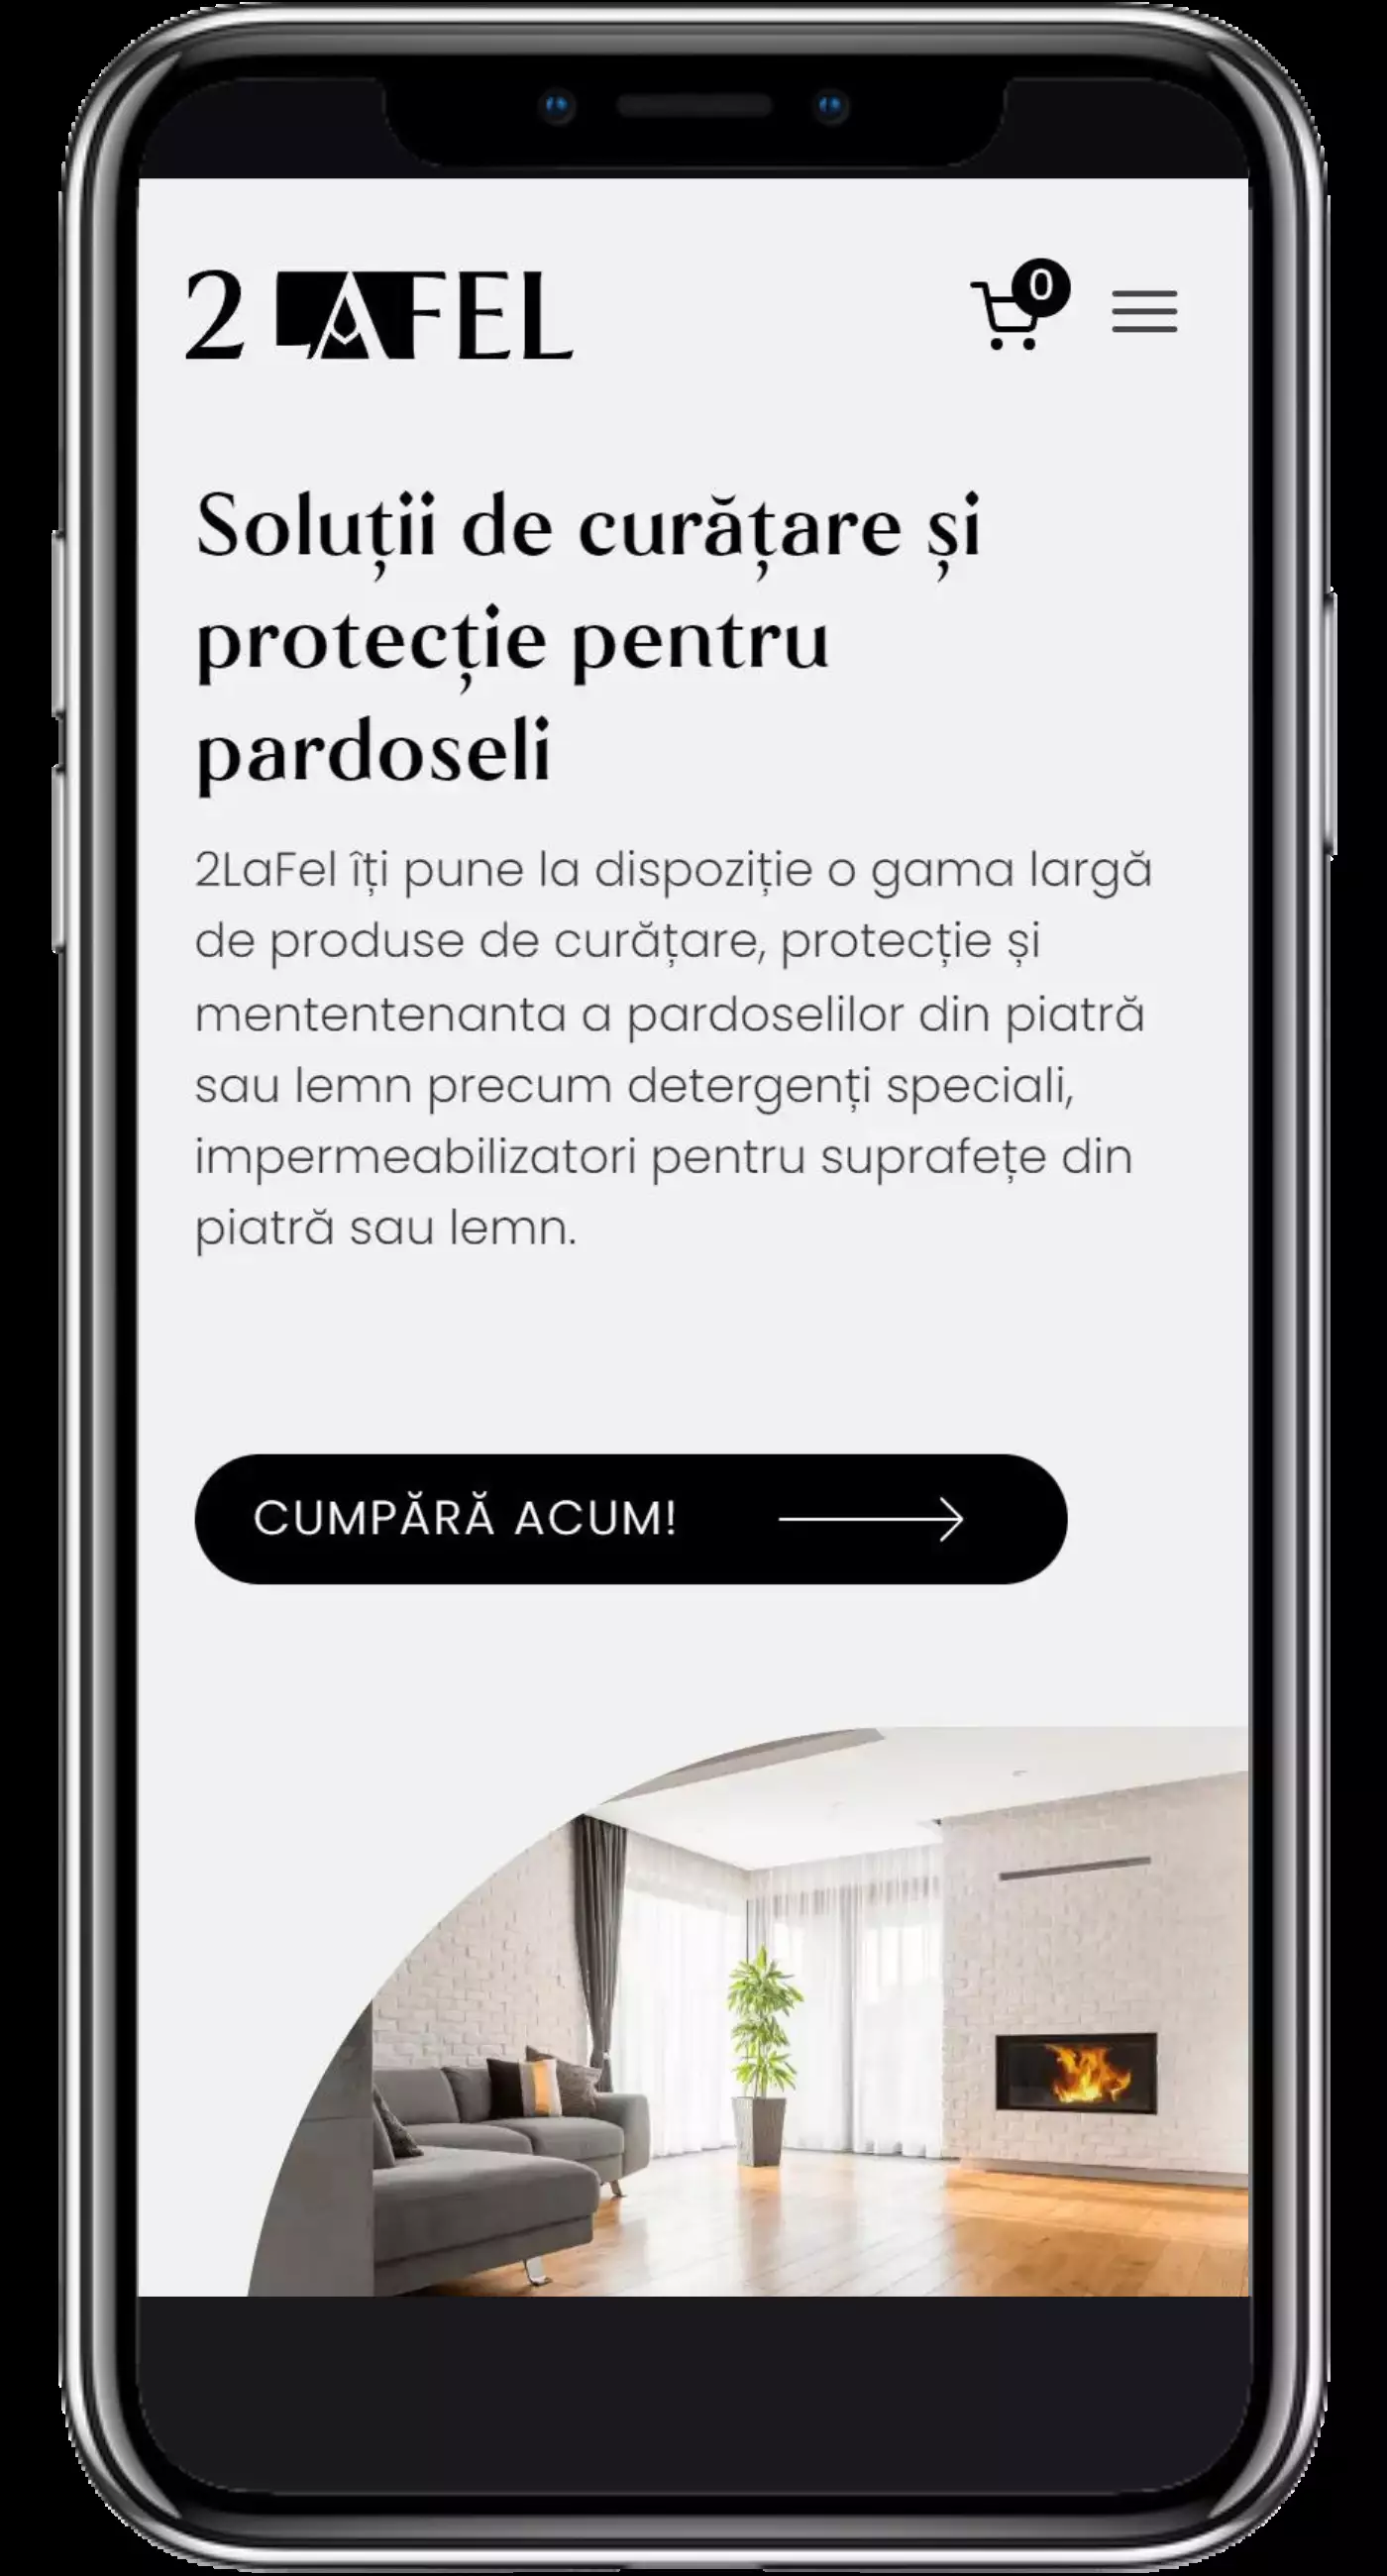 2 LAFEL
0
Soluții de curățare și
protecție pentru
pardoseli
2LaFel îți pune la dispoziție o gama largă
de produse de curățare, protecție și
mententenanta a pardoselilor din piatră
sau lemn precum detergenți speciali,
impermeabilizatori pentru suprafețe din
piatră sau lemn.
CUMPĂRĂ ACUM!